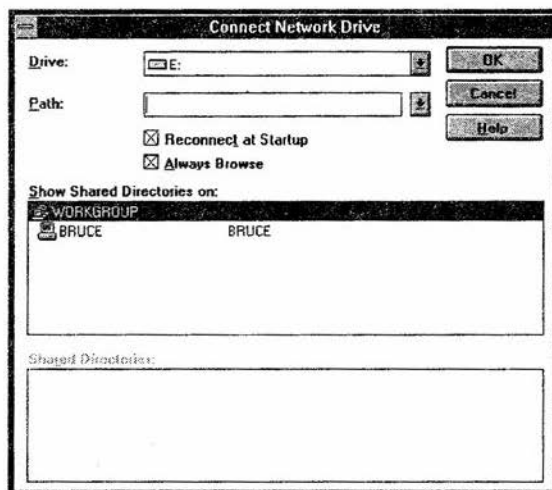 Connect Network Drive
Drive:
E:
OK
Path:
Cancel
Help
Reconnect at Startup
Always Browse
Show Shared Directories on:
WORKGROUP
BRUCE BRUCE
Shared Directories: